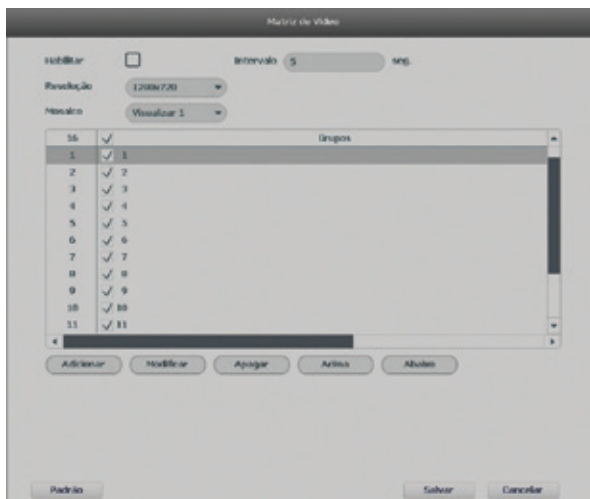 Matriz de Vídeo
Habilitar Intervalo 5 seg.
Resolução 1280x720
Mosaico Visualizar 1
16 Grupos
1 1
2 2
3 3
4 4
5 5
6 6
7 7
8 8
9 9
10 10
11 11
Adicionar Modificar Apagar Acima Abaixo
Padrão Salvar Cancelar